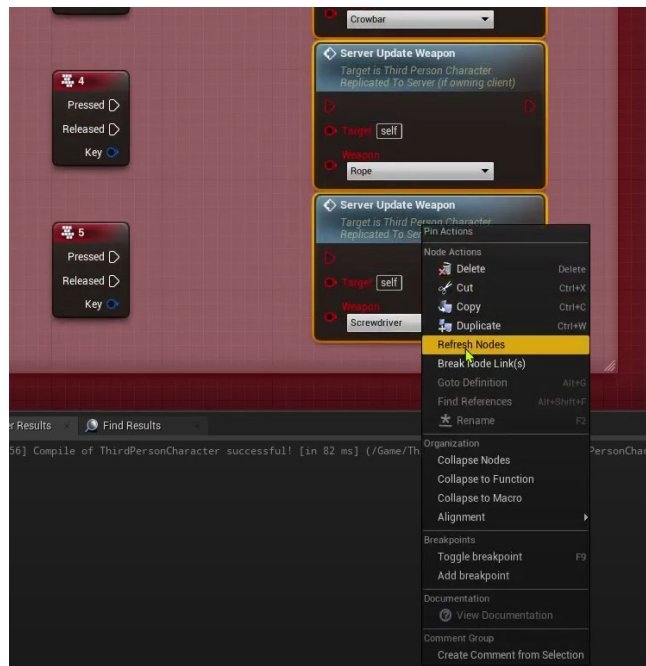 Crowbar
Server Update Weapon
Target is Third Person Character
Replicated To Server (if owning client)
4
Pressed
Released
Key
Target self
Weapon
Rope
Server Update Weapon
Target is Third Person Character
Replicated To Ser
5
Pressed
Released
Key
Target self
Weapon
Screwdriver
Pin Actions
Node Actions
Delete Delete
Cut Ctrl+X
Copy Ctrl+C
Duplicate Ctrl+W
Refresh Nodes
Break Node Link(s)
Goto Definition Alt+G
Find References Alt+Shift+F
Rename F2
Organization
Collapse Nodes
Collapse to Function
Collapse to Macro
Alignment
Breakpoints
Toggle breakpoint F9
Add breakpoint
Documentation
View Documentation
Comment Group
Create Comment from Selection
r Results Find Results
56] Compile of ThirdPersonCharacter successful! [in 82 ms] (/Game/Th PersonChar